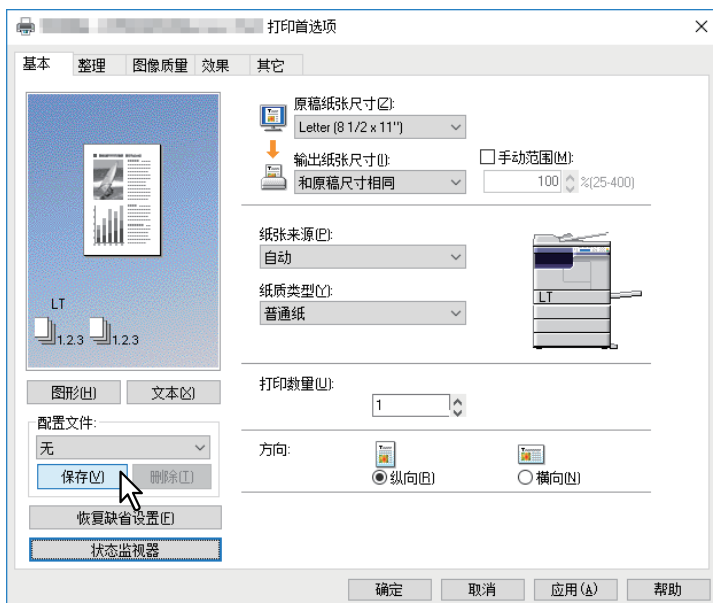 打印首选项
基本 整理 图像质量 效果 其它
原稿纸张尺寸(Z):
Letter (8 1/2 x 11")
输出纸张尺寸(I):
和原稿尺寸相同
手动范围(M):
100 %(25-400)
纸张来源(P):
自动
纸质类型(Y):
普通纸
LT
LT
1.2.3 1.2.3
图形(H) 文本(X)
打印数量(U):
1
配置文件:
无
保存(V) 删除(T)
方向:
纵向(R) 横向(N)
恢复缺省设置(F)
状态监视器
确定 取消 应用(A) 帮助